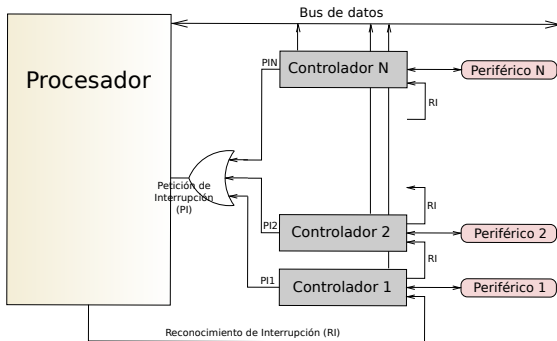 Bus de datos
Procesador
PIN
Controlador N
Periférico N
RI
Petición de
Interrupción
(PI)
RI
PI2
Controlador 2
Periférico 2
RI
PI1
Controlador 1
Periférico 1
Reconocimiento de Interrupción (RI)